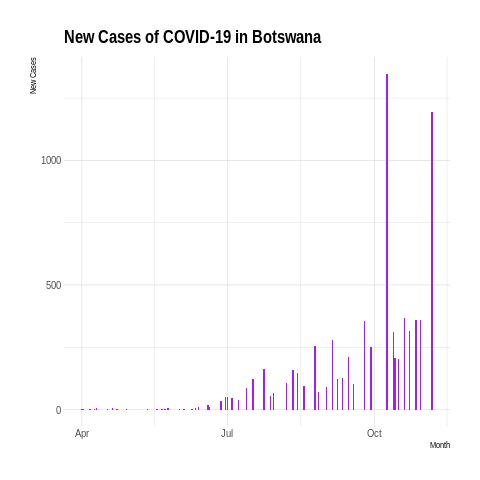 New Cases of COVID-19 in Botswana
New Cases
1000
500
0
Apr
Jul
Oct
Month